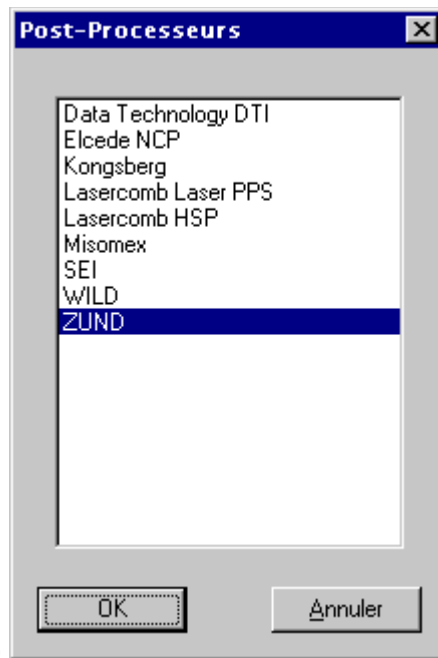 Post-Processeurs
Data Technology DTI
Elcede NCP
Kongsberg
Lasercomb Laser PPS
Lasercomb HSP
Misomex
SEI
WILD
ZUND
OK
Annuler